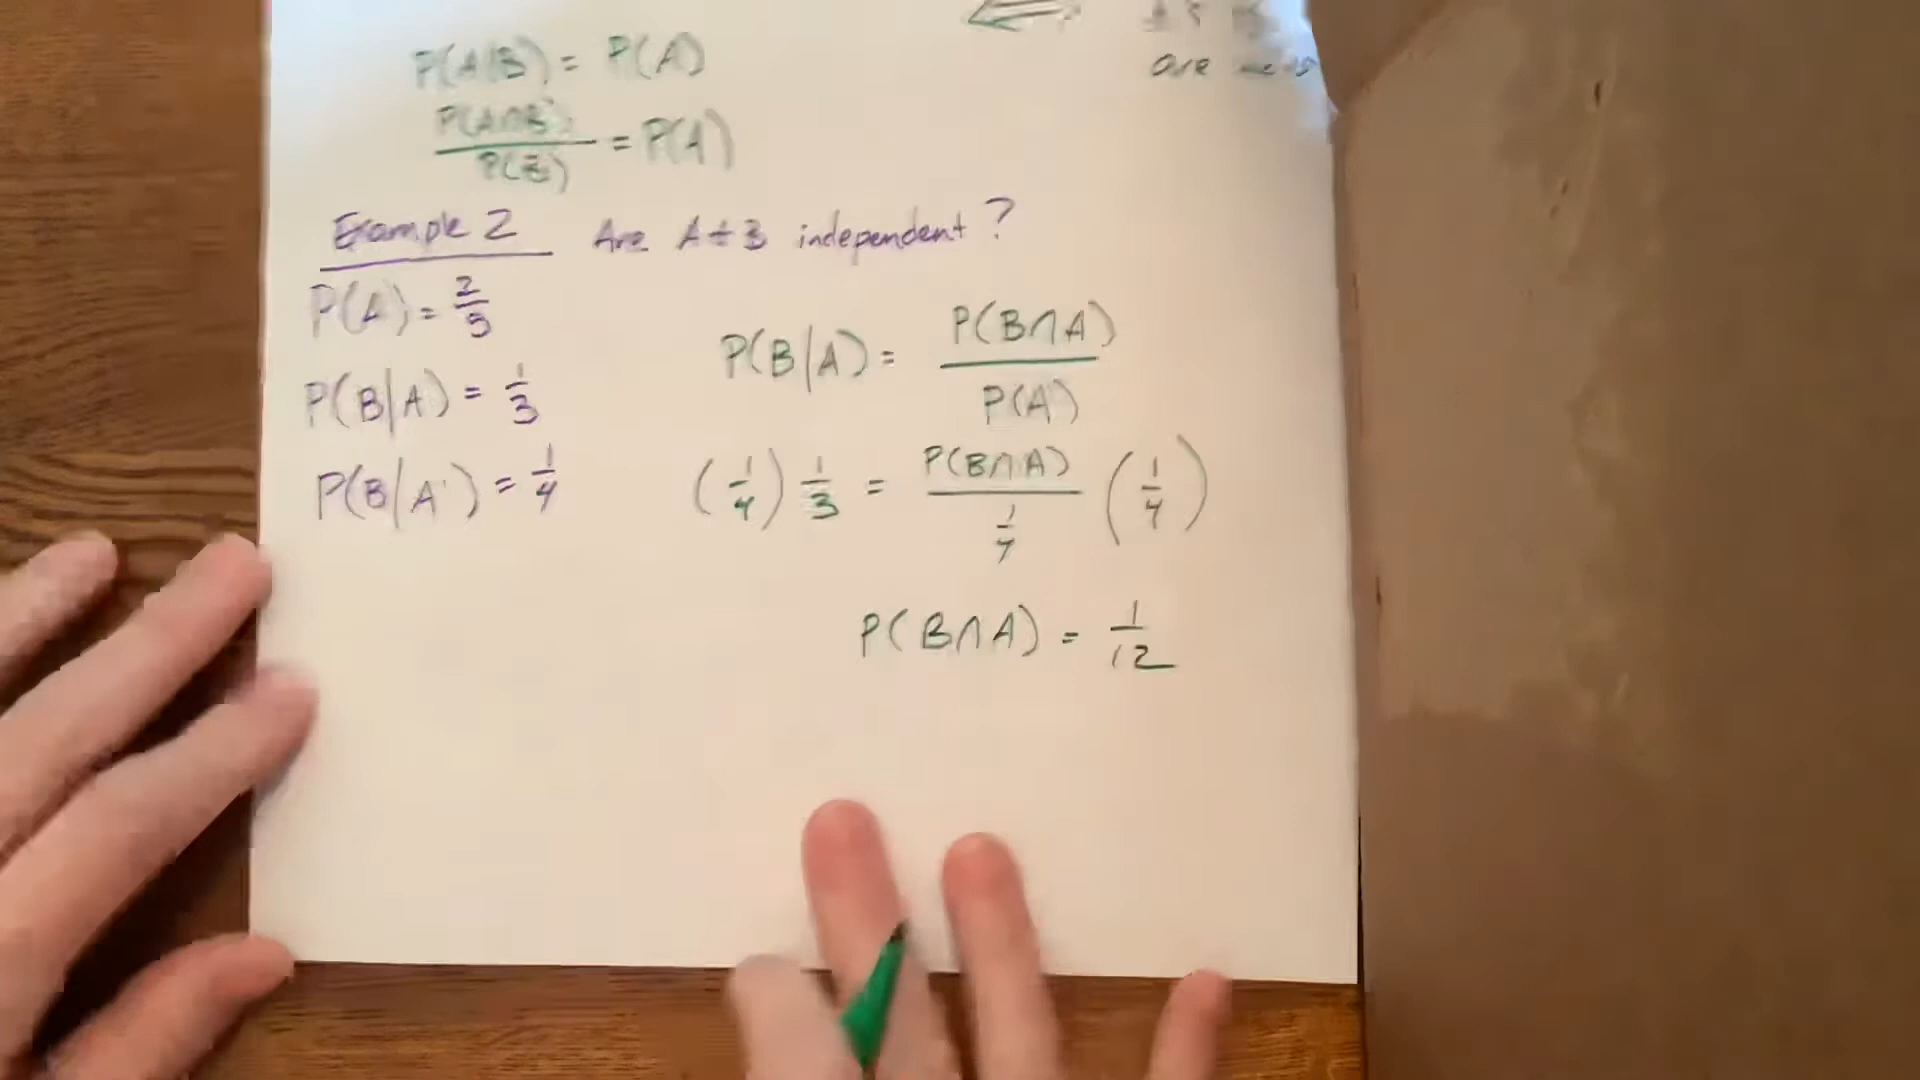 P(A|B) = P(A)
are
P(A∩B) / P(B) = P(A)
Example 2 Are A + B independent?
P(A) = 2/5
P(B|A) = 1/3
P(B|A') = 1/4
P(B|A) = P(B∩A) / P(A)
(1/4) 1/3 = P(B∩A) / 1/4 (1/4)
P(B∩A) = 1/12